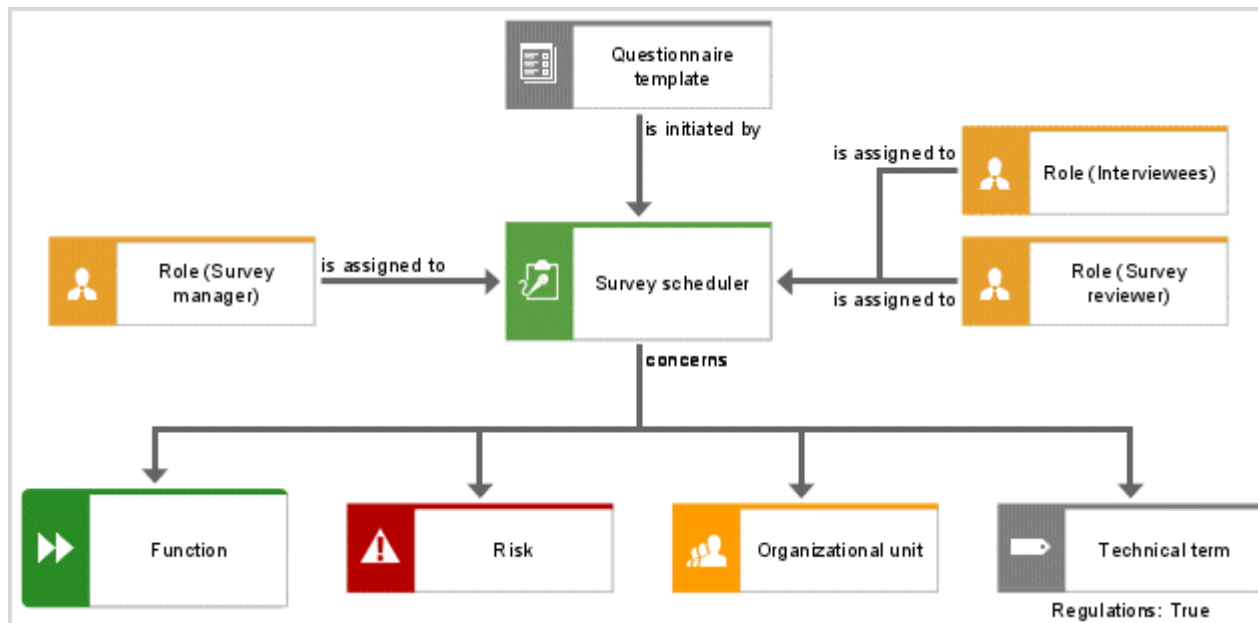 Questionnaire
template
is initiated by
is assigned to
Role (Interviewees)
Role (Survey
manager)
is assigned to
Survey scheduler
Role (Survey
reviewer)
is assigned to
concerns
Function
Risk
Organizational unit
Technical term
Regulations: True